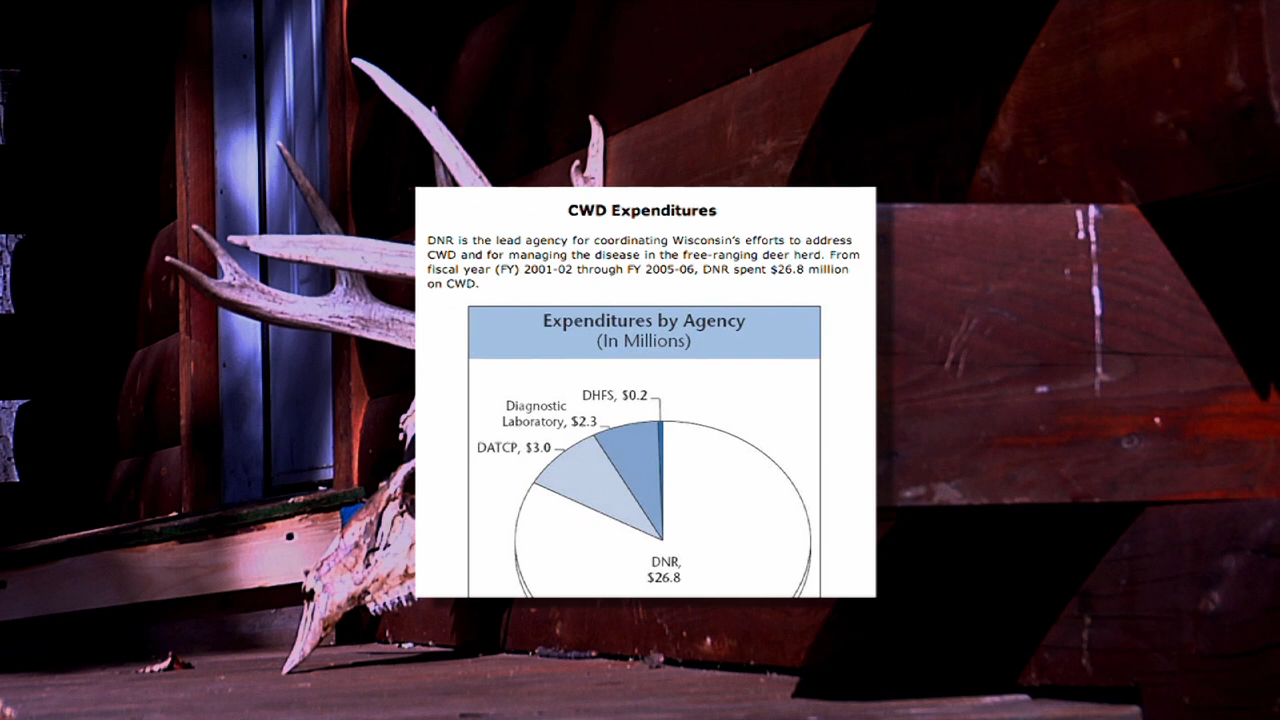 CWD Expenditures
DNR is the lead agency for coordinating Wisconsin's efforts to address
CWD and for managing the disease in the free-ranging deer herd. From
fiscal year (FY) 2001-02 through FY 2005-06, DNR spent $26.8 million
on CWD.
Expenditures by Agency
(In Millions)
DHFS, $0.2
Diagnostic
Laboratory, $2.3
DATCP, $3.0
DNR,
$26.8